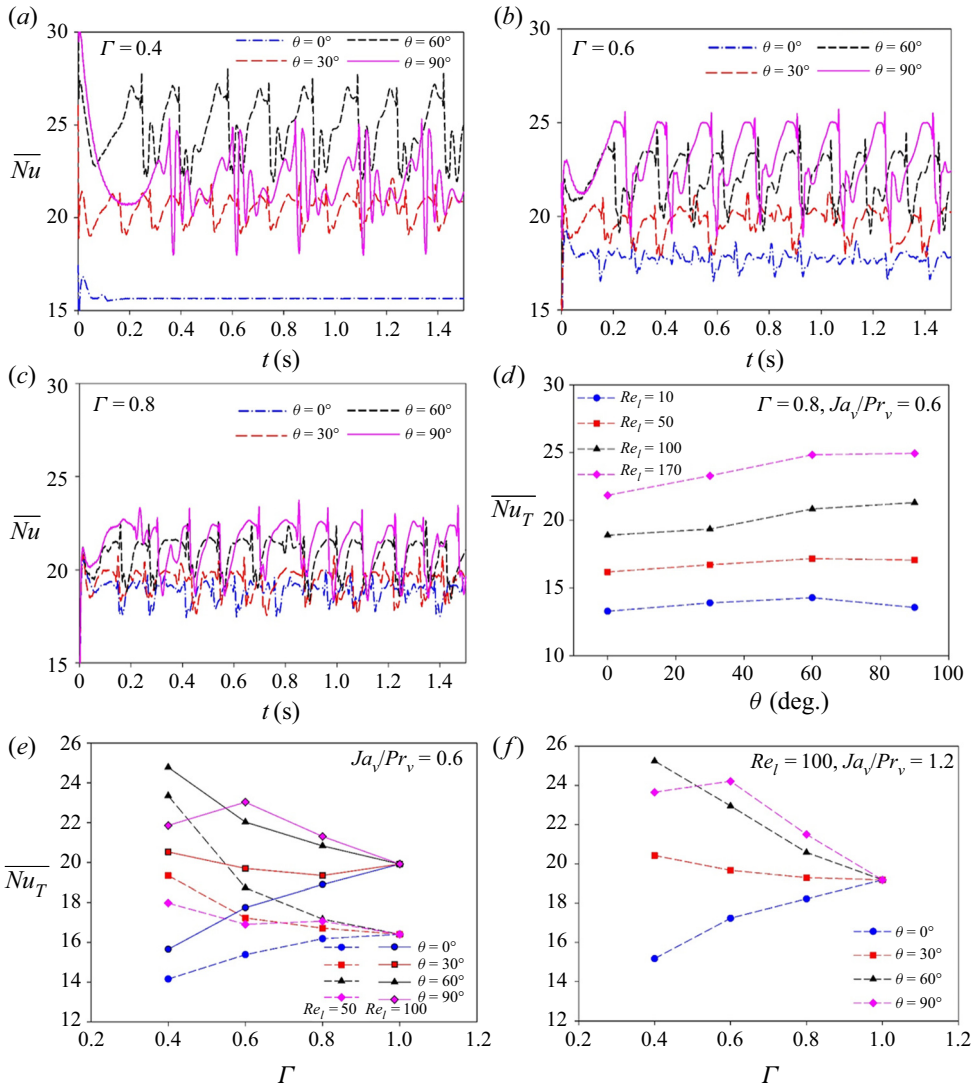 (a)
Γ = 0.4
θ = 0° θ = 60°
θ = 30° θ = 90°
30
25
20
15
Nu
0 0.2 0.4 0.6 0.8 1.0 1.2 1.4
t (s)
(b)
Γ = 0.6
θ = 0° θ = 60°
θ = 30° θ = 90°
30
25
20
15
0 0.2 0.4 0.6 0.8 1.0 1.2 1.4
t (s)
(c)
Γ = 0.8
θ = 0° θ = 60°
θ = 30° θ = 90°
30
25
20
15
Nu
0 0.2 0.4 0.6 0.8 1.0 1.2 1.4
t (s)
(d)
Γ = 0.8, Ja_v/Pr_v = 0.6
Re_l = 10
Re_l = 50
Re_l = 100
Re_l = 170
30
25
20
15
10
Nu_T
0 20 40 60 80 100
θ (deg.)
(e)
Ja_v/Pr_v = 0.6
26
24
22
20
18
16
14
12
Nu_T
θ = 0°
θ = 30°
θ = 60°
θ = 90°
Re_l = 50 Re_l = 100
0.2 0.4 0.6 0.8 1.0 1.2
Γ
(f)
Re_l = 100, Ja_v/Pr_v = 1.2
26
24
22
20
18
16
14
12
θ = 0°
θ = 30°
θ = 60°
θ = 90°
0.2 0.4 0.6 0.8 1.0 1.2
Γ